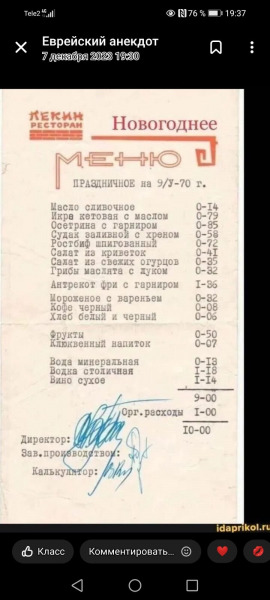 Tele2 4G
76 %
19:37
Еврейский анекдот
7 декабря 2023 19:30
ПЕКИН
РЕСТОРАН
Новогоднее
МЕНЮ
ПРАЗДНИЧНОЕ на 9/У-70 г.
Масло сливочное 0-14
Икра кетовая с маслом 0-79
Осетрина с гарниром 0-85
Судак заливной с хреном 0-58
Ростбиф шпигованный 0-72
Салат из креветок 0-41
Салат из свежих огурцов 0-35
Грибы маслята с луком 0-32
Антрекот фри с гарниром I-36
Мороженое с вареньем 0-32
Кофе черный 0-08
Хлеб белый и черный 0-06
Фрукты 0-50
Клюквенный напиток 0-07
Вода минеральная 0-13
Водка столичная I-18
Вино сухое I-14
9-00
Орг.расходы I-00
10-00
Директор:
Зав.производством:
Калькулятор:
idaprikol.ru
Класс
Комментировать...